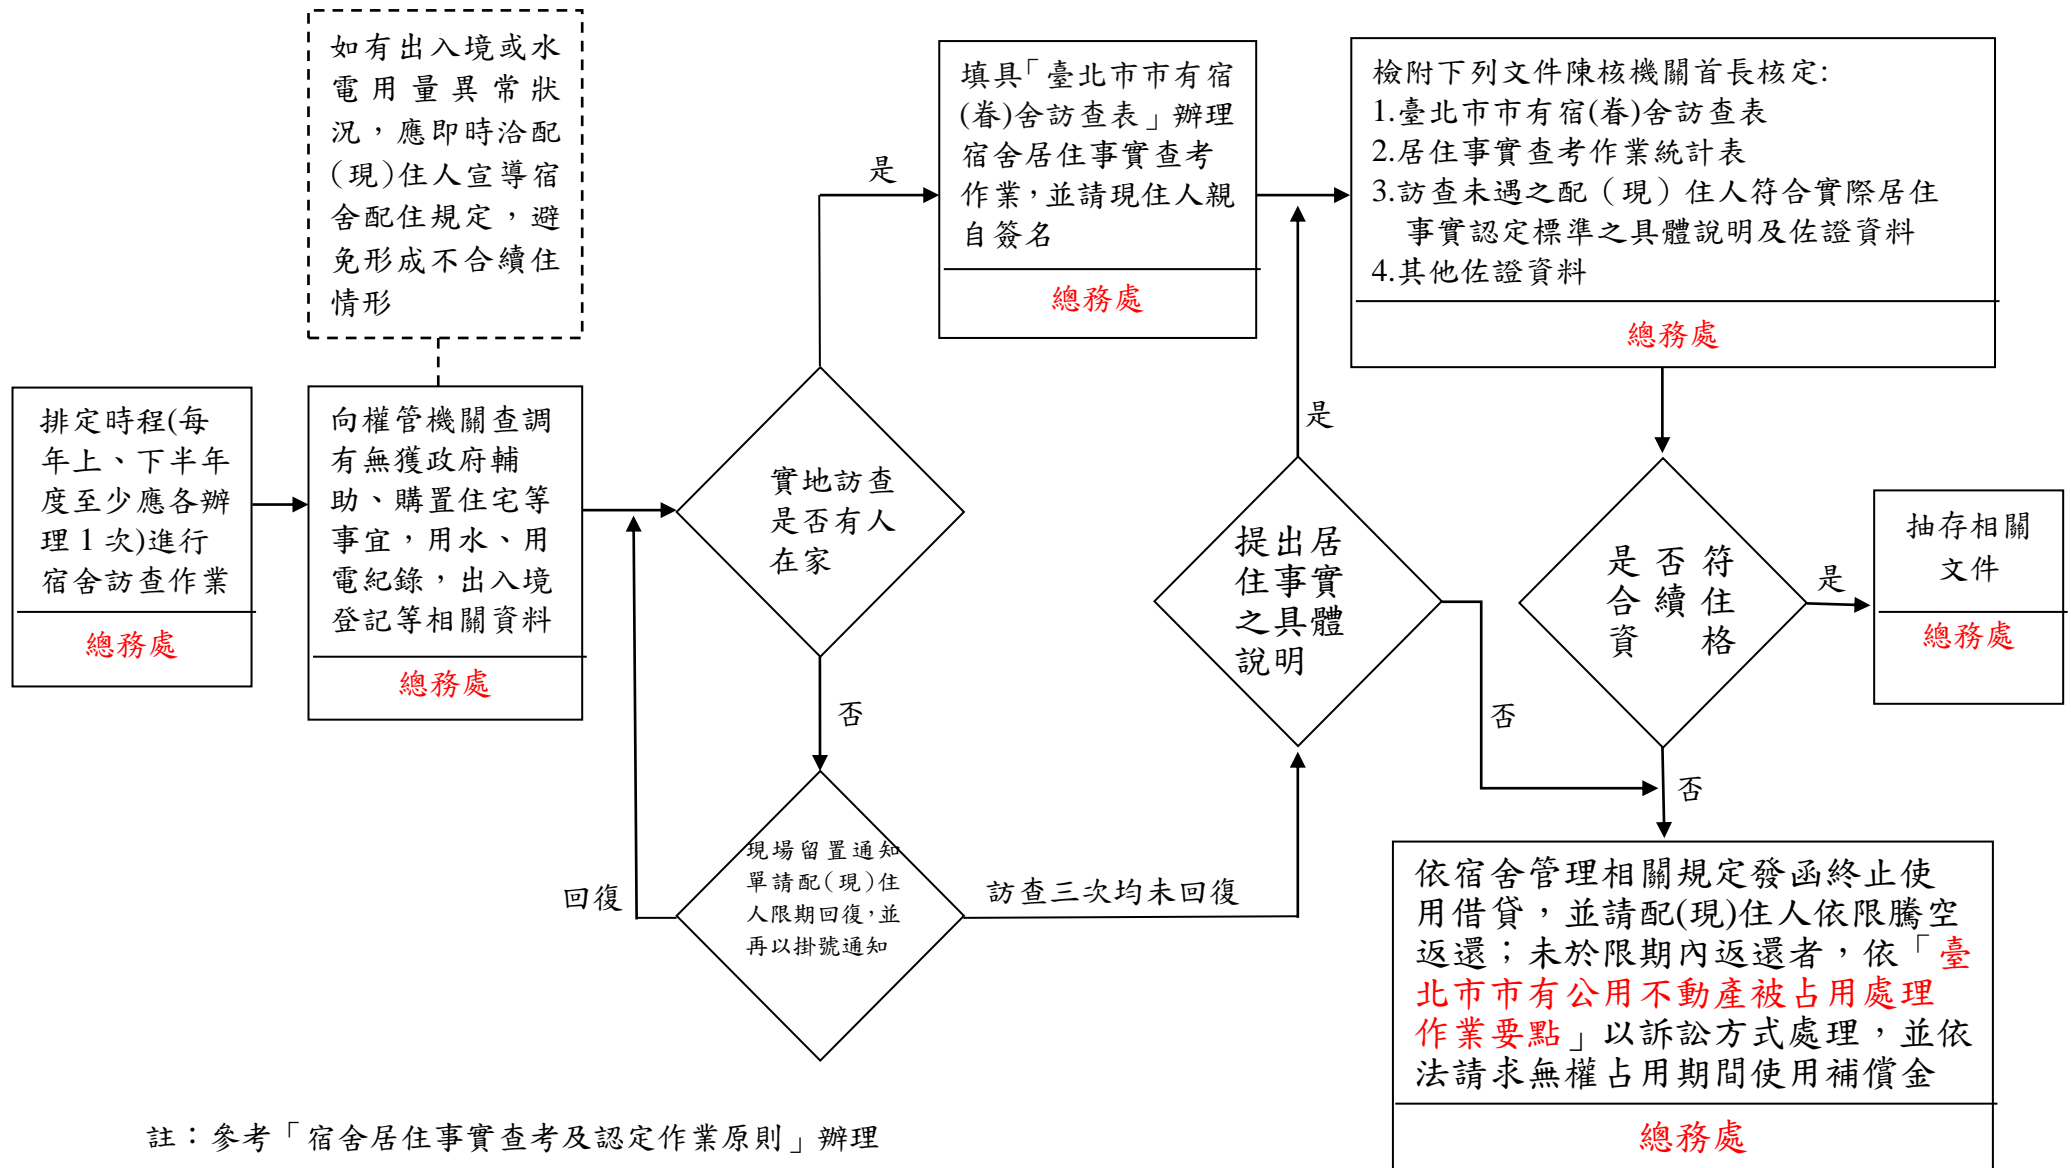 如有出入境或水
電用量異常狀
況，應即時洽配
(現)住人宣導宿
舍配住規定，避
免形成不合續住
情形
排定時程(每
年上、下半年
度至少應各辦
理 1 次)進行
宿舍訪查作業
總務處
向權管機關查調
有無獲政府輔
助、購置住宅等
事宜，用水、用
電紀錄，出入境
登記等相關資料
總務處
實地訪查
是否有人
在家
是
否
現場留置通知
單請配(現)住
人限期回復，並
再以掛號通知
回復
訪查三次均未回復
填具「臺北市市有宿
(眷)舍訪查表」辦理
宿舍居住事實查考
作業，並請現住人親
自簽名
總務處
提出居
住事實
之具體
說明
是
否
檢附下列文件陳核機關首長核定:
1.臺北市市有宿(眷)舍訪查表
2.居住事實查考作業統計表
3.訪查未遇之配（現）住人符合實際居住
事實認定標準之具體說明及佐證資料
4.其他佐證資料
總務處
是否符
合續住
資格
是
否
抽存相關
文件
總務處
依宿舍管理相關規定發函終止使
用借貸，並請配(現)住人依限騰空
返還；未於限期內返還者，依「臺
北市市有公用不動產被占用處理
作業要點」以訴訟方式處理，並依
法請求無權占用期間使用補償金
總務處
註：參考「宿舍居住事實查考及認定作業原則」辦理